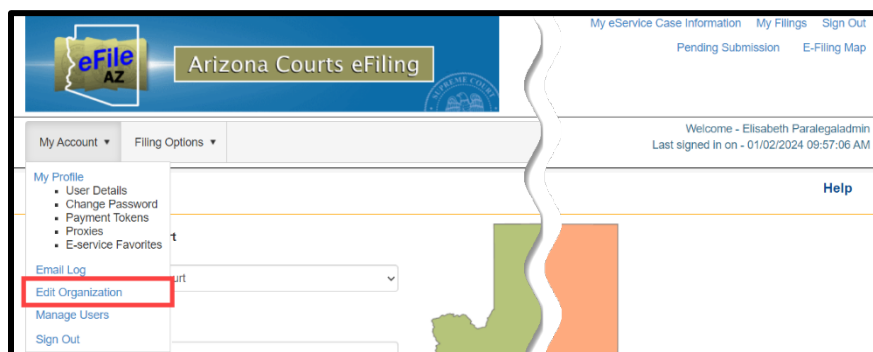 My eService Case Information My Filings Sign Out
Pending Submission E-Filing Map
eFile
AZ
Arizona Courts eFiling
SUPREME COURT
My Account ▾ Filing Options ▾
Welcome - Elisabeth Paralegaladmin
Last signed in on - 01/02/2024 09:57:06 AM
My Profile
▪ User Details
▪ Change Password
▪ Payment Tokens
▪ Proxies
▪ E-service Favorites
Help
Email Log
Edit Organization
Manage Users
Sign Out